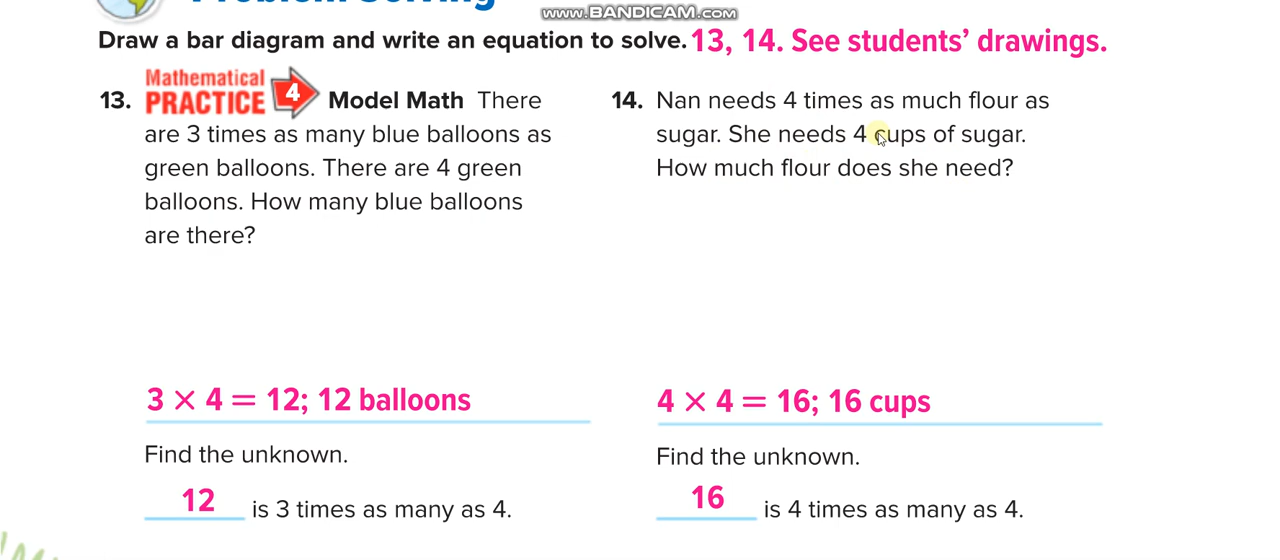 www.BANDICAM.com
Draw a bar diagram and write an equation to solve. 13, 14. See students’ drawings.
13. Mathematical PRACTICE 4 Model Math There
are 3 times as many blue balloons as
green balloons. There are 4 green
balloons. How many blue balloons
are there?
3 × 4 = 12; 12 balloons
Find the unknown.
12 is 3 times as many as 4.
14. Nan needs 4 times as much flour as
sugar. She needs 4 cups of sugar.
How much flour does she need?
4 × 4 = 16; 16 cups
Find the unknown.
16 is 4 times as many as 4.